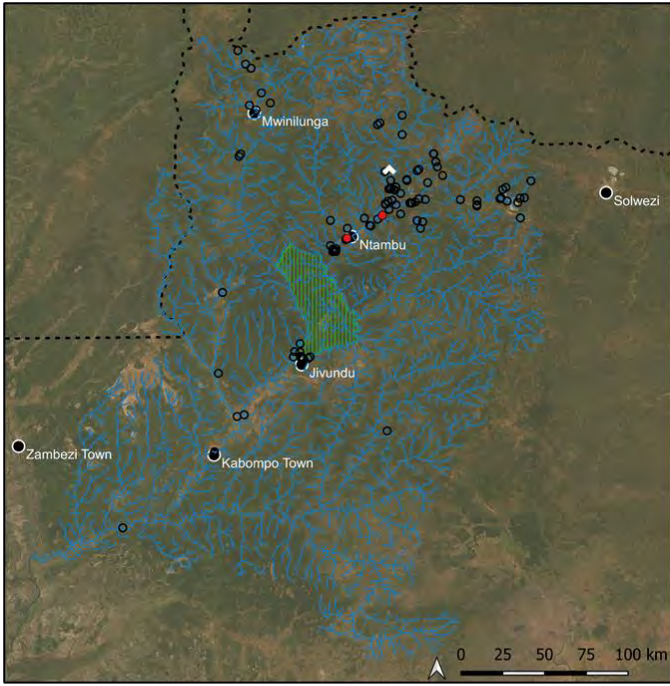 Mwinilunga
Solwezi
Ntambu
Jivundu
Zambezi Town
Kabompo Town
0 25 50 75 100 km